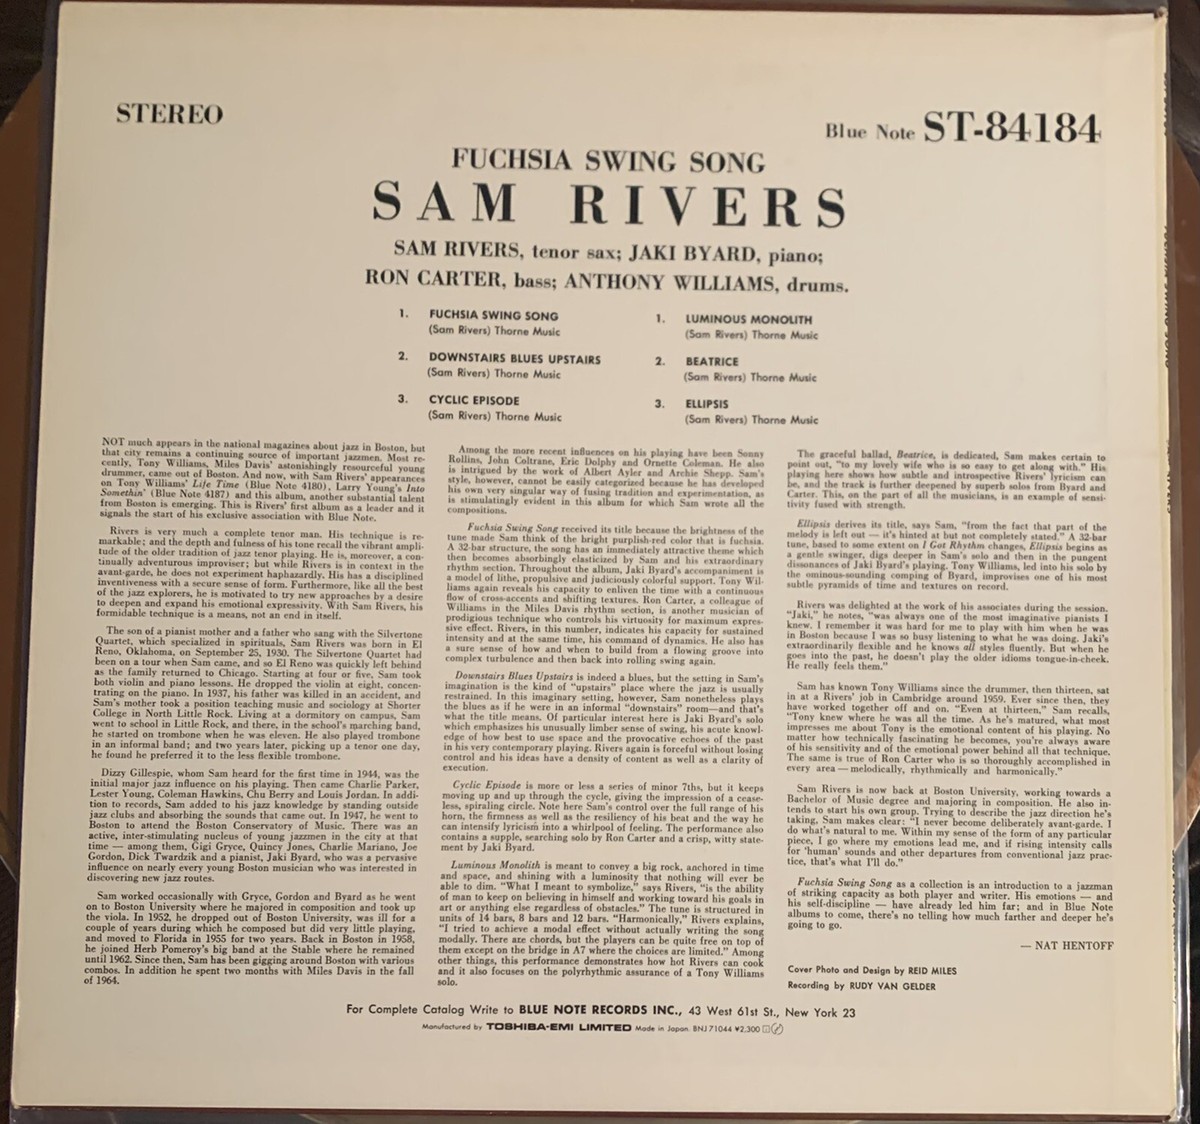 STEREO
Blue Note ST-84184
FUCHSIA SWING SONG
SAM RIVERS
SAM RIVERS, tenor sax; JAKI BYARD, piano;
RON CARTER, bass; ANTHONY WILLIAMS, drums.
1. FUCHSIA SWING SONG
(Sam Rivers) Thorne Music
2. DOWNSTAIRS BLUES UPSTAIRS
(Sam Rivers) Thorne Music
3. CYCLIC EPISODE
(Sam Rivers) Thorne Music
1. LUMINOUS MONOLITH
(Sam Rivers) Thorne Music
2. BEATRICE
(Sam Rivers) Thorne Music
3. ELLIPSIS
(Sam Rivers) Thorne Music
NOT much appears in the national magazines about jazz in Boston, but
that city remains a continuing source of important jazzmen. Most re-
cently, Tony Williams, Miles Davis' astonishingly resourceful young
drummer, came out of Boston. And now, with Sam Rivers' appearances
on Tony Williams' Life Time (Blue Note 4180), Larry Young's Into
Somethin' (Blue Note 4187) and this album, another substantial talent
from Boston is emerging. This is Rivers' first album as a leader and it
signals the start of his exclusive association with Blue Note.
Rivers is very much a complete tenor man. His technique is re-
markable; and the depth and fulness of his tone recall the vibrant ampli-
tude of the older tradition of jazz tenor playing. He is, moreover, a con-
tinually adventurous improviser; but while Rivers is in context in the
avant-garde, he does not experiment haphazardly. His has a disciplined
inventiveness with a secure sense of form. Furthermore, like all the best
of the jazz explorers, he is motivated to try new approaches by a desire
to deepen and expand his emotional expressivity. With Sam Rivers, his
formidable technique is a means, not an end in itself.
The son of a pianist mother and a father who sang with the Silvertone
Quartet, which specialized in spirituals, Sam Rivers was born in El
Reno, Oklahoma, on September 25, 1930. The Silvertone Quartet had
been on a tour when Sam came, and so El Reno was quickly left behind
as the family returned to Chicago. Starting at four or five, Sam took
both violin and piano lessons. He dropped the violin at eight, concen-
trating on the piano. In 1937, his father was killed in an accident, and
Sam's mother took a position teaching music and sociology at Shorter
College in North Little Rock. Living at a dormitory on campus, Sam
went to school in Little Rock, and there, in the school's marching band,
he started on trombone when he was eleven. He also played trombone
in an informal band; and two years later, picking up a tenor one day,
he found he preferred it to the less flexible trombone.
Dizzy Gillespie, whom Sam heard for the first time in 1944, was the
initial major jazz influence on his playing. Then came Charlie Parker,
Lester Young, Coleman Hawkins, Chu Berry and Louis Jordan. In addi-
tion to records, Sam added to his jazz knowledge by standing outside
jazz clubs and absorbing the sounds that came out. In 1947, he went to
Boston to attend the Boston Conservatory of Music. There was an
active, inter-stimulating nucleus of young jazzmen in the city at that
time — among them, Gigi Gryce, Quincy Jones, Charlie Mariano, Joe
Gordon, Dick Twardzik and a pianist, Jaki Byard, who was a pervasive
influence on nearly every young Boston musician who was interested in
discovering new jazz routes.
Sam worked occasionally with Gryce, Gordon and Byard as he went
on to Boston University where he majored in composition and took up
the viola. In 1952, he dropped out of Boston University, was ill for a
couple of years during which he composed but did very little playing,
and moved to Florida in 1955 for two years. Back in Boston in 1958,
he joined Herb Pomeroy's big band at the Stable where he remained
until 1962. Since then, Sam has been gigging around Boston with various
combos. In addition he spent two months with Miles Davis in the fall
of 1964.
Among the more recent influences on his playing have been Sonny
Rollins, John Coltrane, Eric Dolphy and Ornette Coleman. He also
is intrigued by the work of Albert Ayler and Archie Shepp. Sam's
style, however, cannot be easily categorized because he has developed
his own very singular way of fusing tradition and experimentation, as
is stimulatingly evident in this album for which Sam wrote all the
compositions.
Fuchsia Swing Song received its title because the brightness of the
tune made Sam think of the bright purplish-red color that is fuchsia.
A 32-bar structure, the song has an immediately attractive theme which
then becomes absorbingly elasticized by Sam and his extraordinary
rhythm section. Throughout the album, Jaki Byard's accompaniment is
a model of lithe, propulsive and judiciously colorful support. Tony Wil-
liams again reveals his capacity to enliven the time with a continuous
flow of cross-accents and shifting textures. Ron Carter, a colleague of
Williams in the Miles Davis rhythm section, is another musician of
prodigious technique who controls his virtuosity for maximum expres-
sive effect. Rivers, in this number, indicates his capacity for sustained
intensity and at the same time, his command of dynamics. He also has
a sure sense of how and when to build from a flowing groove into
complex turbulence and then back into rolling swing again.
Downstairs Blues Upstairs is indeed a blues, but the setting in Sam's
imagination is the kind of "upstairs" place where the jazz is usually
restrained. In this imaginary setting, however, Sam nonetheless plays
the blues as if he were in an informal "downstairs" room—and that's
what the title means. Of particular interest here is Jaki Byard's solo
which emphasizes his unusually limber sense of swing, his acute knowl-
edge of how best to use space and the provocative echoes of the past
in his very contemporary playing. Rivers again is forceful without losing
control and his ideas have a density of content as well as a clarity of
execution.
Cyclic Episode is more or less a series of minor 7ths, but it keeps
moving up and up through the cycle, giving the impression of a cease-
less, spiraling circle. Note here Sam's control over the full range of his
horn, the firmness as well as the resiliency of his beat and the way he
can intensify lyricism into a whirlpool of feeling. The performance also
contains a supple, searching solo by Ron Carter and a crisp, witty state-
ment by Jaki Byard.
Luminous Monolith is meant to convey a big rock, anchored in time
and space, and shining with a luminosity that nothing will ever be
able to dim. "What I meant to symbolize," says Rivers, "is the ability
of man to keep on believing in himself and working toward his goals in
art or anything else regardless of obstacles." The tune is structured in
units of 14 bars, 8 bars and 12 bars. "Harmonically," Rivers explains,
"I tried to achieve a modal effect without actually writing the song
modally. There are chords, but the players can be quite free on top of
them except on the bridge in A7 where the choices are limited." Among
other things, this performance demonstrates how hot Rivers can cook
and it also focuses on the polyrhythmic assurance of a Tony Williams
solo.
The graceful ballad, Beatrice, is dedicated, Sam makes certain to
point out, "to my lovely wife who is so easy to get along with." His
playing here shows how subtle and introspective Rivers' lyricism can
be, and the track is further deepened by superb solos from Byard and
Carter. This, on the part of all the musicians, is an example of sensi-
tivity fused with strength.
Ellipsis derives its title, says Sam, "from the fact that part of the
melody is left out — it's hinted at but not completely stated." A 32-bar
tune, based to some extent on I Got Rhythm changes, Ellipsis begins as
a gentle swinger, digs deeper in Sam's solo and then in the pungent
dissonances of Jaki Byard's playing. Tony Williams, led into his solo by
the ominous-sounding comping of Byard, improvises one of his most
subtle pyramids of time and textures on record.
Rivers was delighted at the work of his associates during the session.
"Jaki," he notes, "was always one of the most imaginative pianists I
knew. I remember it was hard for me to play with him when he was
in Boston because I was so busy listening to what he was doing. Jaki's
extraordinarily flexible and he knows all styles fluently. But when he
goes into the past, he doesn't play the older idioms tongue-in-cheek.
He really feels them."
Sam has known Tony Williams since the drummer, then thirteen, sat
in at a Rivers' job in Cambridge around 1959. Ever since then, they
have worked together off and on. "Even at thirteen," Sam recalls,
"Tony knew where he was all the time. As he's matured, what most
impresses me about Tony is the emotional content of his playing. No
matter how technically fascinating he becomes, you're always aware
of his sensitivity and of the emotional power behind all that technique.
The same is true of Ron Carter who is so thoroughly accomplished in
every area — melodically, rhythmically and harmonically."
Sam Rivers is now back at Boston University, working towards a
Bachelor of Music degree and majoring in composition. He also in-
tends to start his own group. Trying to describe the jazz direction he's
taking, Sam makes clear: "I never become deliberately avant-garde. I
do what's natural to me. Within my sense of the form of any particular
piece, I go where my emotions lead me, and if rising intensity calls
for 'human' sounds and other departures from conventional jazz prac-
tice, that's what I'll do."
Fuchsia Swing Song as a collection is an introduction to a jazzman
of striking capacity as both player and writer. His emotions — and
his self-discipline — have already led him far; and in Blue Note
albums to come, there's no telling how much farther and deeper he's
going to go.
— NAT HENTOFF
Cover Photo and Design by REID MILES
Recording by RUDY VAN GELDER
For Complete Catalog Write to BLUE NOTE RECORDS INC., 43 West 61st St., New York 23
Manufactured by TOSHIBA-EMI LIMITED Made in Japan. BNJ 71044 ¥2,300